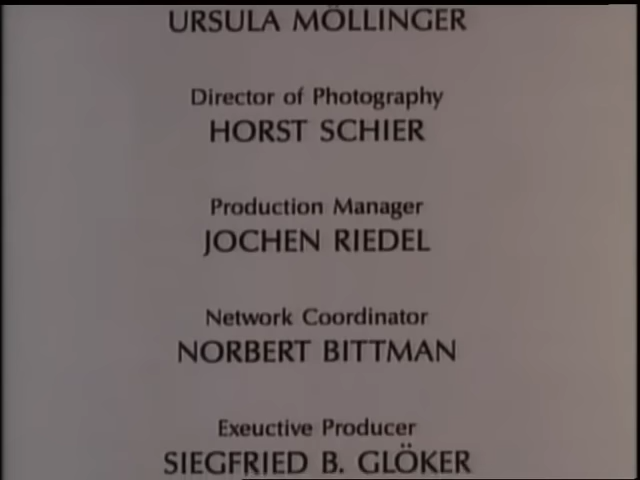 URSULA MÖLLINGER
Director of Photography
HORST SCHIER
Production Manager
JOCHEN RIEDEL
Network Coordinator
NORBERT BITTMAN
Exeuctive Producer
SIEGFRIED B. GLÖKER